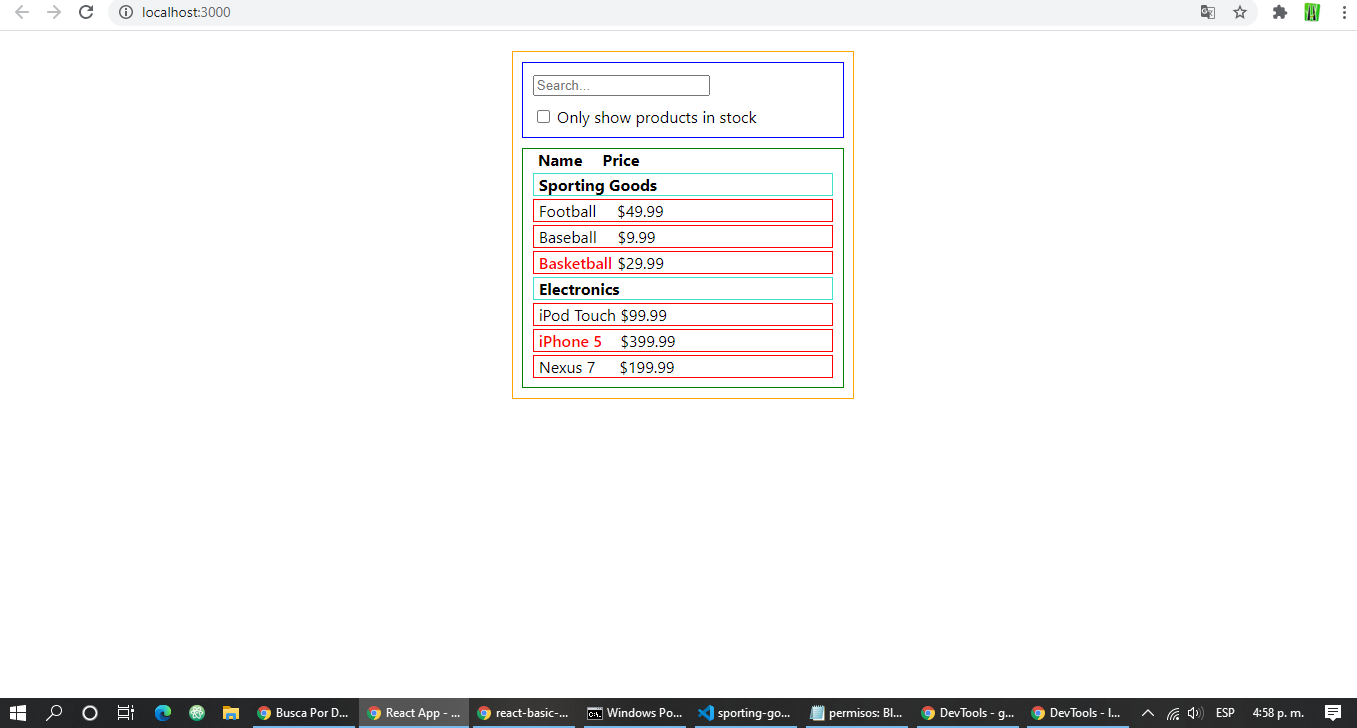 localhost:3000
Search...
Only show products in stock
Name Price
Sporting Goods
Football $49.99
Baseball $9.99
Basketball $29.99
Electronics
iPod Touch $99.99
iPhone 5 $399.99
Nexus 7 $199.99
Busca Por D... React App - ... react-basic-... Windows Po... sporting-go... permisos: Bl... DevTools - g... DevTools - l... ESP 4:58 p. m.